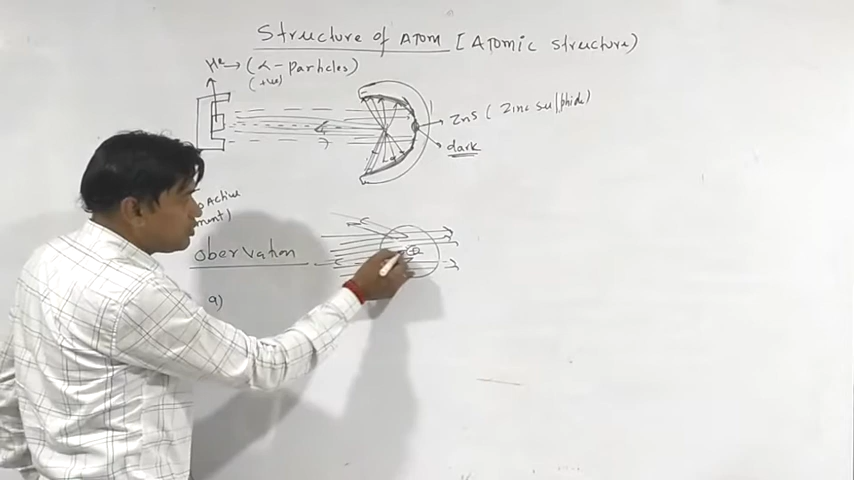 Structure of Atom [Atomic structure)
He → (α - particles)
(+ve)
ZnS ( Zinc sulphide)
dark
Active
ment)
Obervation
+
a)